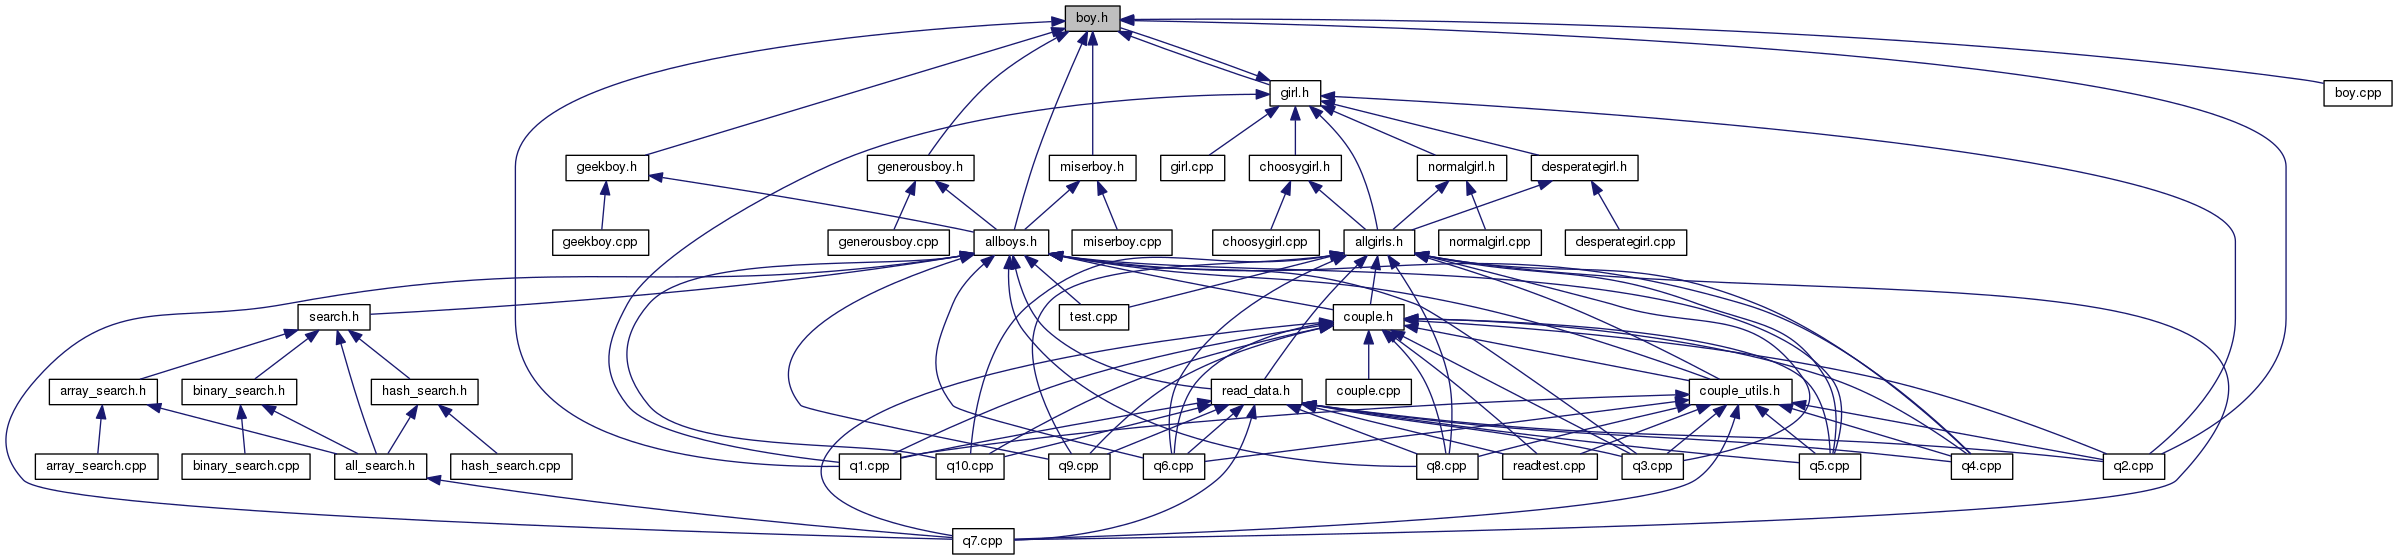 boy.h
girl.h
boy.cpp
geekboy.h
generousboy.h
miserboy.h
girl.cpp
choosygirl.h
normalgirl.h
desperategirl.h
geekboy.cpp
generousboy.cpp
allboys.h
miserboy.cpp
choosygirl.cpp
allgirls.h
normalgirl.cpp
desperategirl.cpp
search.h
test.cpp
couple.h
array_search.h
binary_search.h
hash_search.h
read_data.h
couple.cpp
couple_utils.h
array_search.cpp
binary_search.cpp
all_search.h
hash_search.cpp
q1.cpp
q10.cpp
q9.cpp
q6.cpp
q8.cpp
readtest.cpp
q3.cpp
q5.cpp
q4.cpp
q2.cpp
q7.cpp